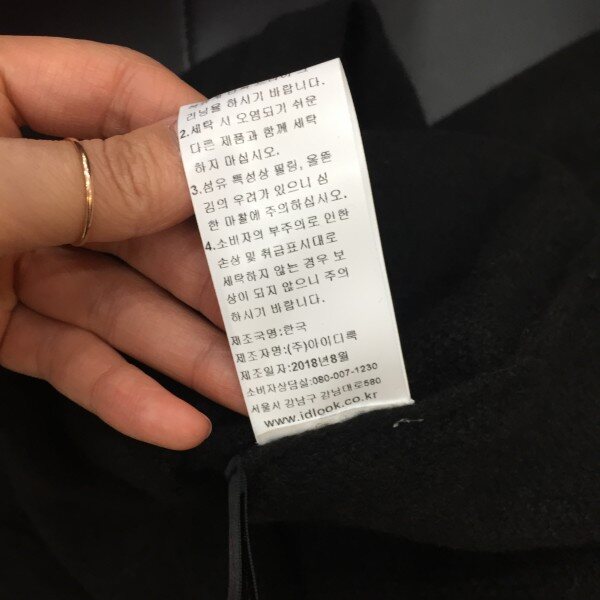 리닝을 하시기 바랍니다.
2.세탁 시 오염되기 쉬운
다른 제품과 함께 세탁
하지 마십시오.
3.섬유 특성상 필링, 올뜯
김의 우려가 있으니 심
한 마찰에 주의하십시오.
4.소비자의 부주의로 인한
손상 및 취급표시대로
세탁하지 않는 경우 보
상이 되지 않으니 주의
하시기 바랍니다.
제조국명:한국
제조자명:(주)아이디룩
제조일자:2018년8월
소비자상담실:080-007-1230
서울시 강남구 강남대로580
www.idlook.co.kr